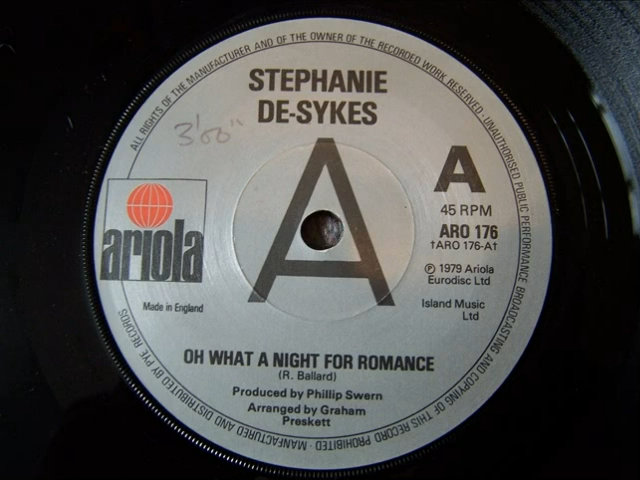 ALL RIGHTS OF THE MANUFACTURER AND OF THE OWNER OF THE RECORDED WORK RESERVED - UNAUTHORISED PUBLIC PERFORMANCE BROADCASTING AND COPYING OF THIS RECORD PROHIBITED - MANFACTURED AND DISTRIBUTED BY PYE RECORDS
STEPHANIE
DE-SYKES
3'00"
A
A
45 RPM
ARO 176
†ARO 176-A†
ariola
℗ 1979 Ariola
Eurodisc Ltd
Made in England
Island Music
Ltd
OH WHAT A NIGHT FOR ROMANCE
(R. Ballard)
Produced by Phillip Swern
Arranged by Graham
Preskett